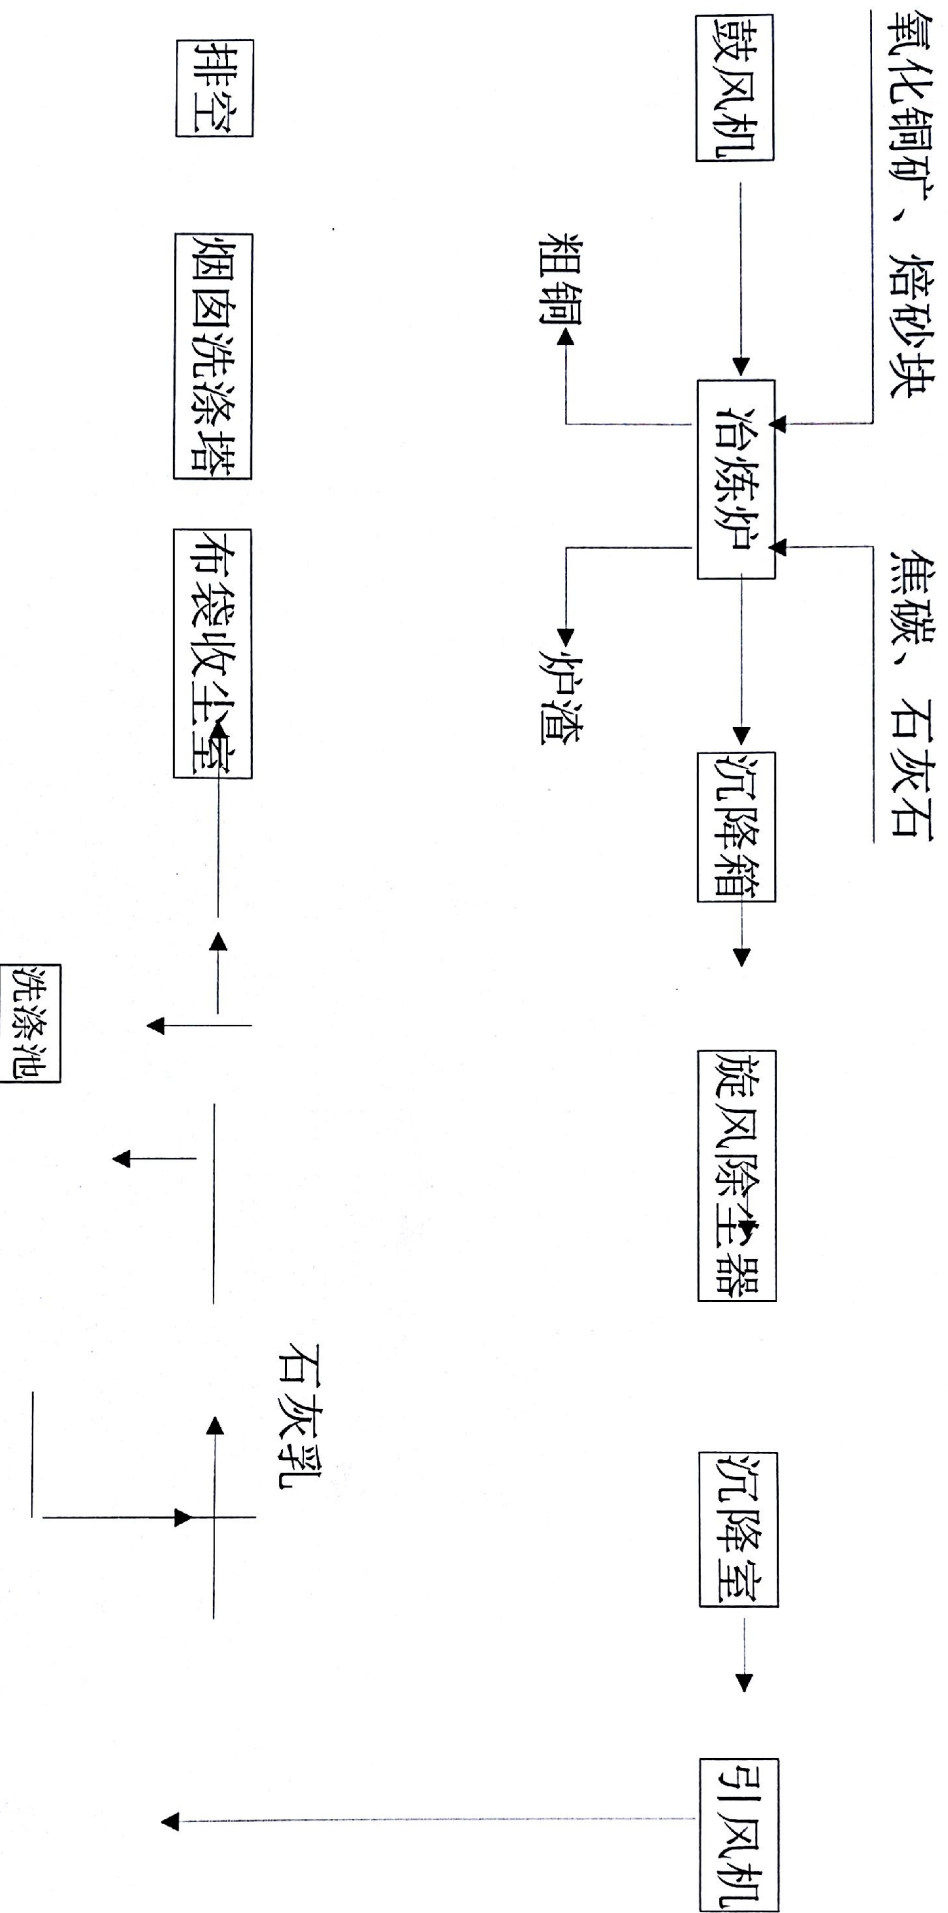 氧化铜矿、焙砂块
焦碳、石灰石
鼓风机
冶炼炉
沉降箱
旋风除尘器
沉降室
引风机
粗铜
炉渣
石灰乳
排空
烟囱洗涤塔
布袋收尘室
洗涤池